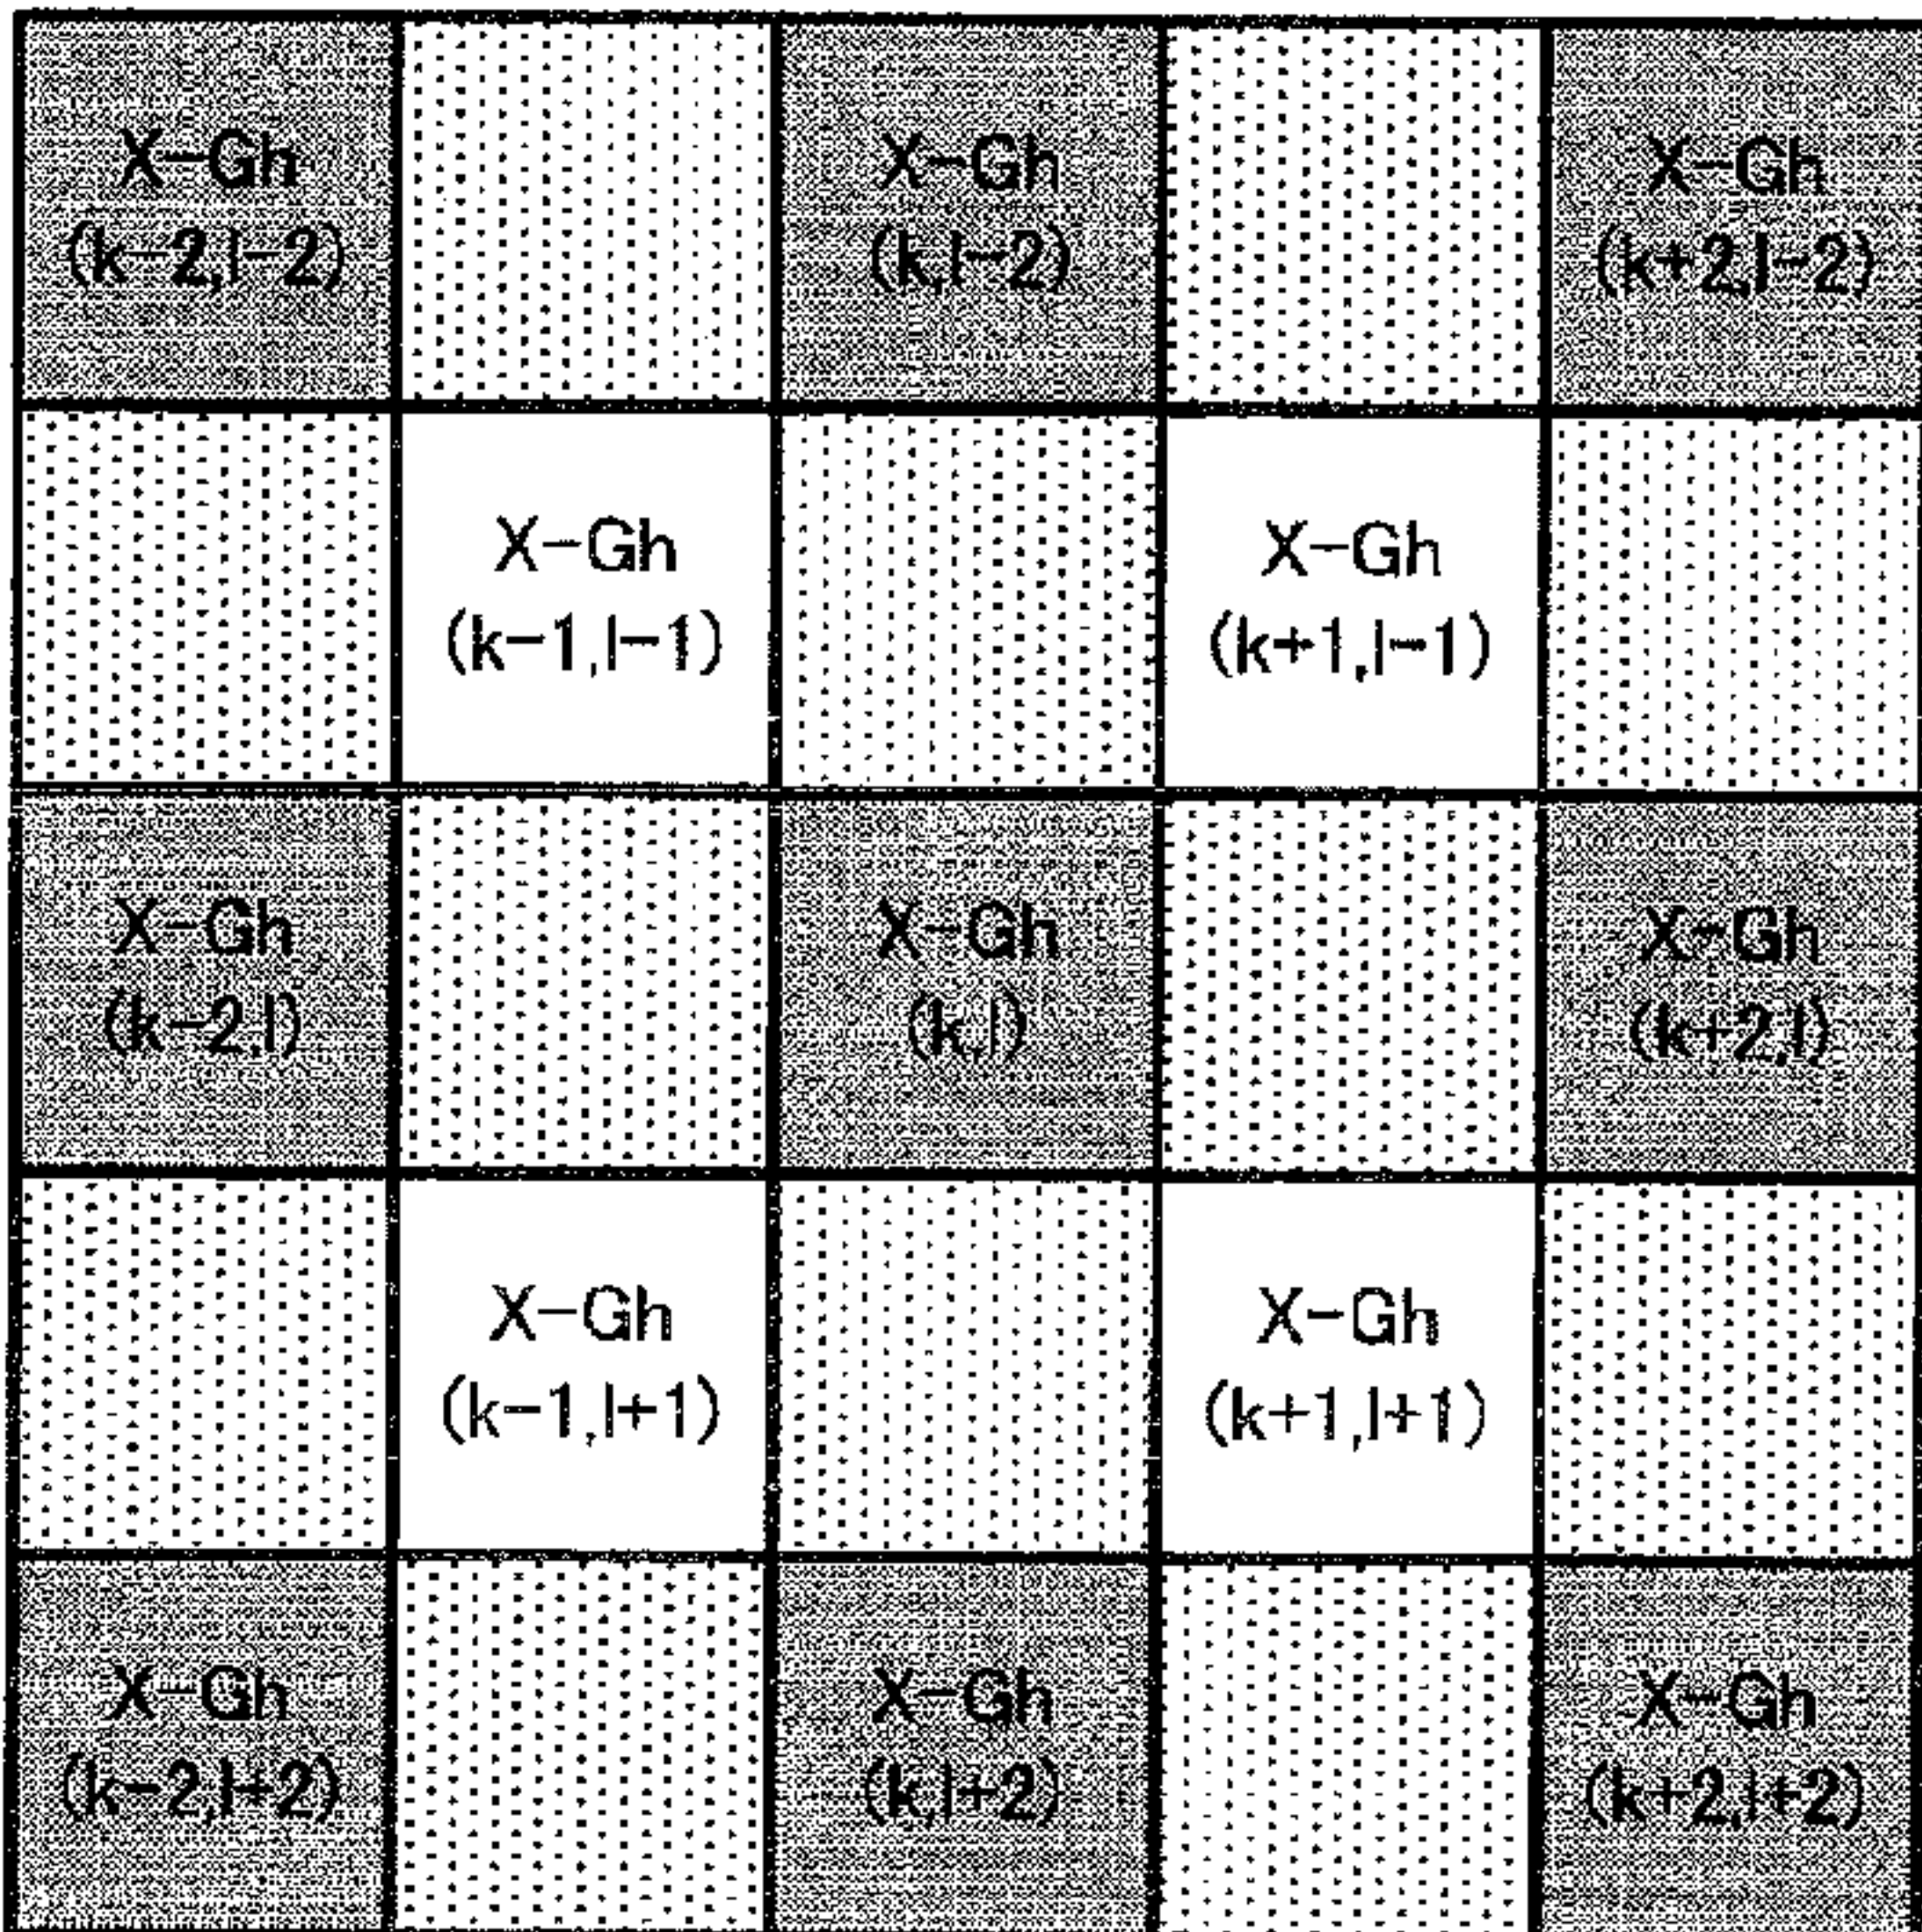 X-Gh
(k-2,l-2)
X-Gh
(k,l-2)
X-Gh
(k+2,l-2)
X-Gh
(k-1,l-1)
X-Gh
(k+1,l-1)
X-Gh
(k-2,l)
X-Gh
(k,l)
X-Gh
(k+2,l)
X-Gh
(k-1,l+1)
X-Gh
(k+1,l+1)
X-Gh
(k-2,l+2)
X-Gh
(k,l+2)
X-Gh
(k+2,l+2)